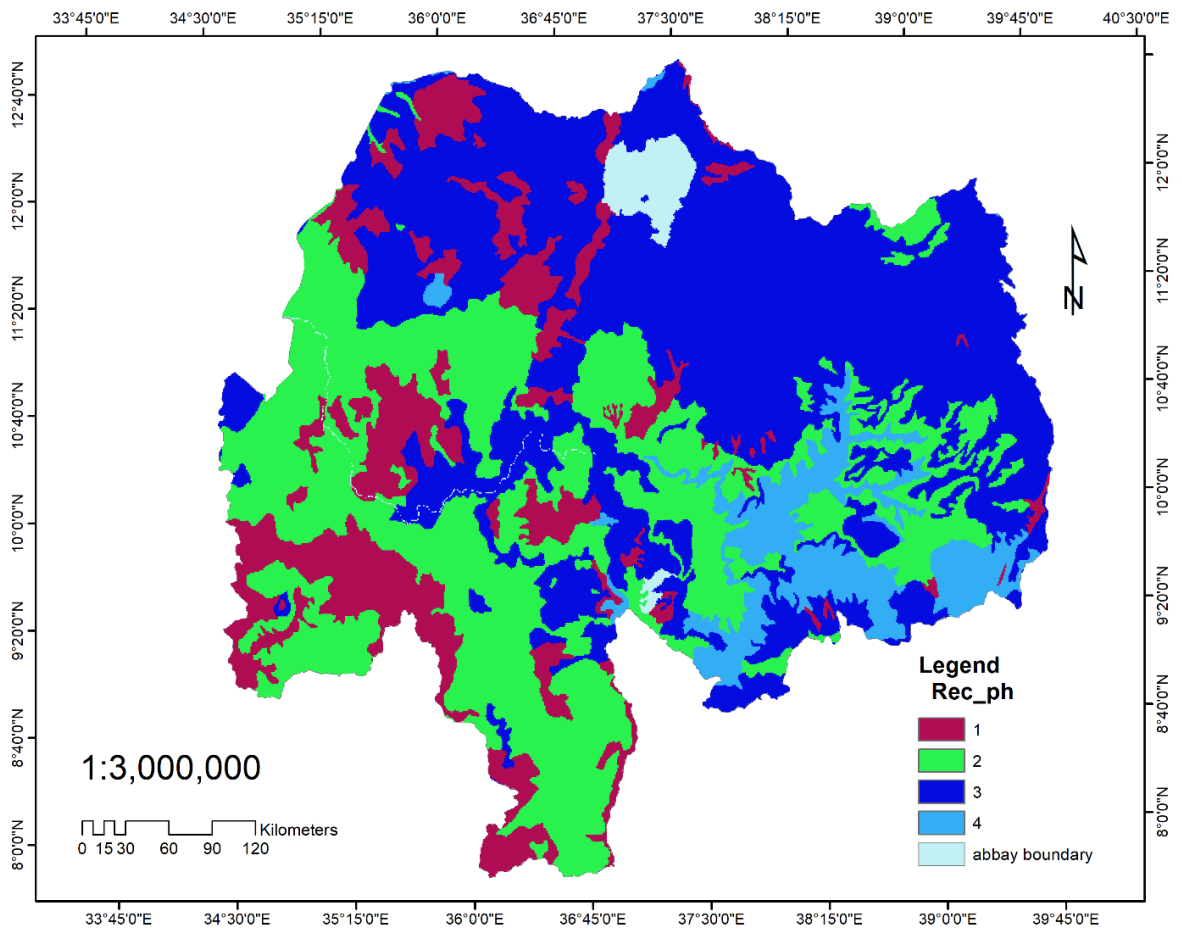 33°45'0"E 34°30'0"E 35°15'0"E 36°0'0"E 36°45'0"E 37°30'0"E 38°15'0"E 39°0'0"E 39°45'0"E 40°30'0"E
12°40'0"N
12°0'0"N
11°20'0"N
10°40'0"N
10°0'0"N
9°20'0"N
8°40'0"N
8°0'0"N
12°0'0"N
11°20'0"N
10°40'0"N
10°0'0"N
9°20'0"N
8°40'0"N
8°0'0"N
N
Legend
Rec_ph
1
2
3
4
abbay boundary
1:3,000,000
Kilometers
0 15 30 60 90 120
33°45'0"E 34°30'0"E 35°15'0"E 36°0'0"E 36°45'0"E 37°30'0"E 38°15'0"E 39°0'0"E 39°45'0"E